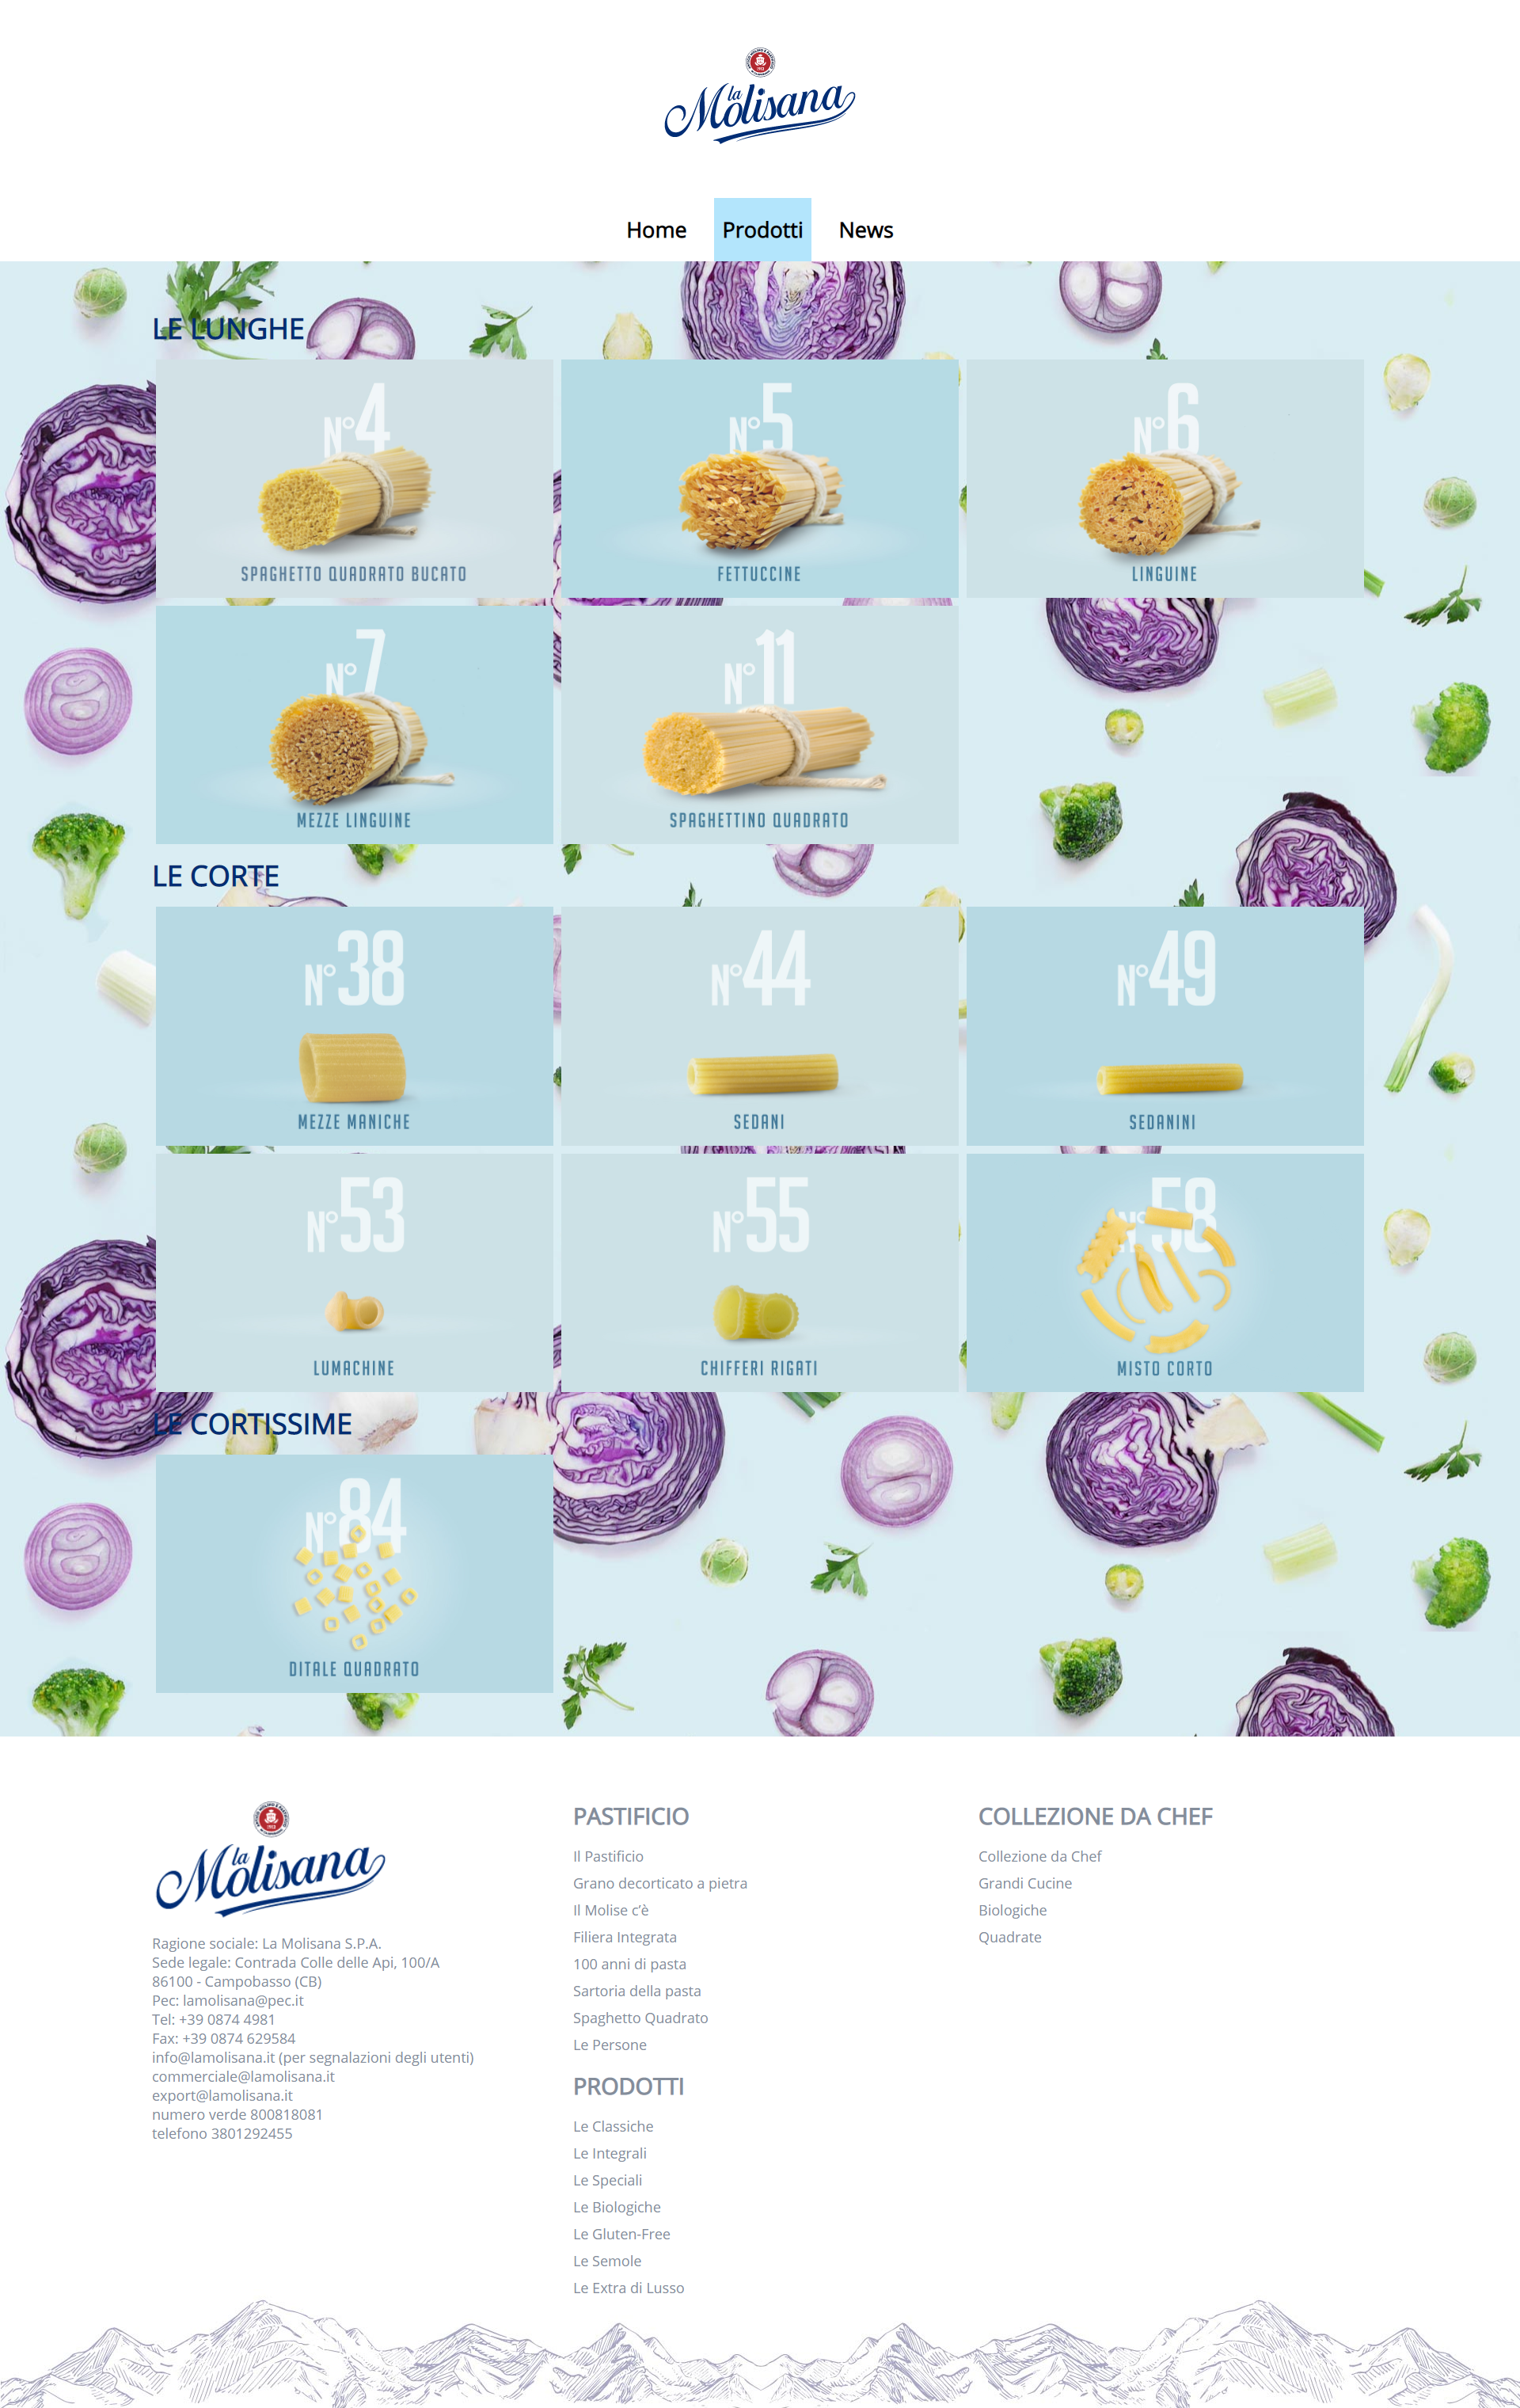 la
Molisana
Home Prodotti News
LE LUNGHE
N°4
SPAGHETTO QUADRATO BUCATO
N°5
FETTUCCINE
N°6
LINGUINE
N°7
MEZZE LINGUINE
N°11
SPAGHETTINO QUADRATO
LE CORTE
N°38
MEZZE MANICHE
N°44
SEDANI
N°49
SEDANINI
N°53
LUMACHINE
N°55
CHIFFERI RIGATI
N°58
MISTO CORTO
LE CORTISSIME
N°84
DITALE QUADRATO
la
Molisana
Ragione sociale: La Molisana S.P.A.
Sede legale: Contrada Colle delle Api, 100/A
86100 - Campobasso (CB)
Pec: lamolisana@pec.it
Tel: +39 0874 4981
Fax: +39 0874 629584
info@lamolisana.it (per segnalazioni degli utenti)
commerciale@lamolisana.it
export@lamolisana.it
numero verde 800818081
telefono 3801292455
PASTIFICIO
Il Pastificio
Grano decorticato a pietra
Il Molise c'è
Filiera Integrata
100 anni di pasta
Sartoria della pasta
Spaghetto Quadrato
Le Persone
PRODOTTI
Le Classiche
Le Integrali
Le Speciali
Le Biologiche
Le Gluten-Free
Le Semole
Le Extra di Lusso
COLLEZIONE DA CHEF
Collezione da Chef
Grandi Cucine
Biologiche
Quadrate